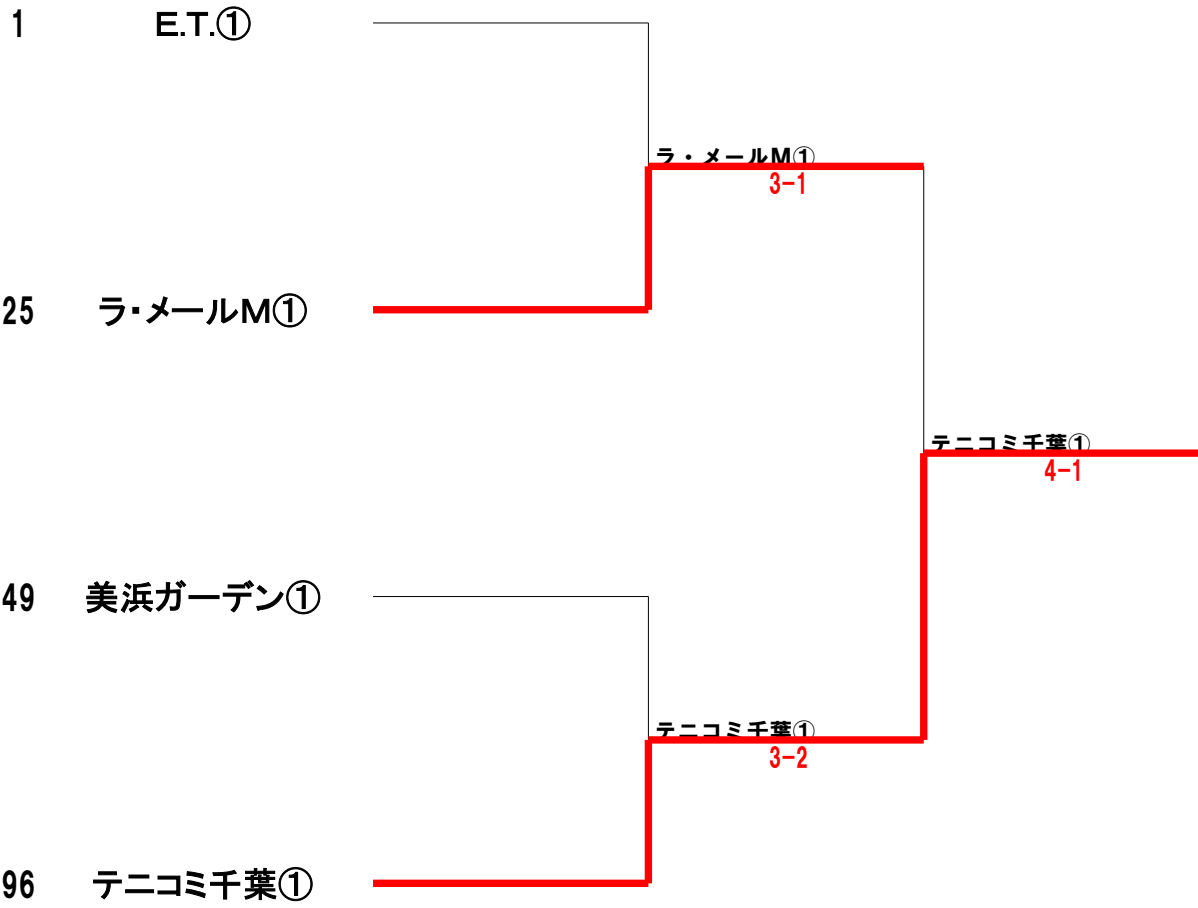 1 E.T.①
ラ・メールM①
3-1
25 ラ・メールM①
テニコミ千葉①
4-1
49 美浜ガーデン①
テニコミ千葉①
3-2
96 テニコミ千葉①